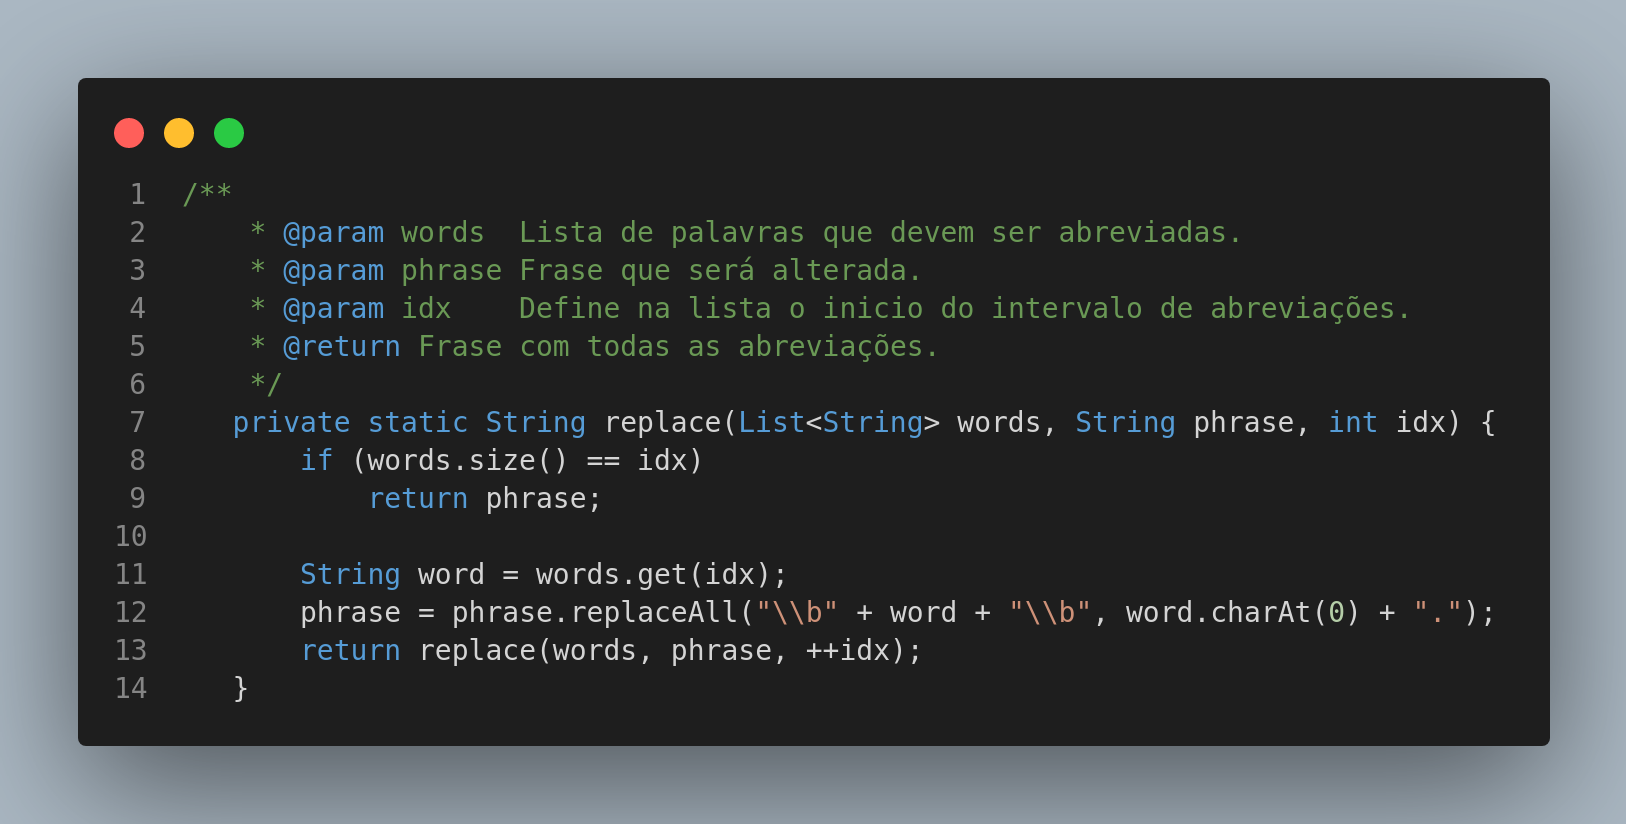 1 /**
2      * @param words  Lista de palavras que devem ser abreviadas.
3      * @param phrase Frase que será alterada.
4      * @param idx    Define na lista o inicio do intervalo de abreviações.
5      * @return Frase com todas as abreviações.
6      */
7    private static String replace(List<String> words, String phrase, int idx) {
8        if (words.size() == idx)
9            return phrase;
10
11        String word = words.get(idx);
12        phrase = phrase.replaceAll("\\b" + word + "\\b", word.charAt(0) + ".");
13        return replace(words, phrase, ++idx);
14    }